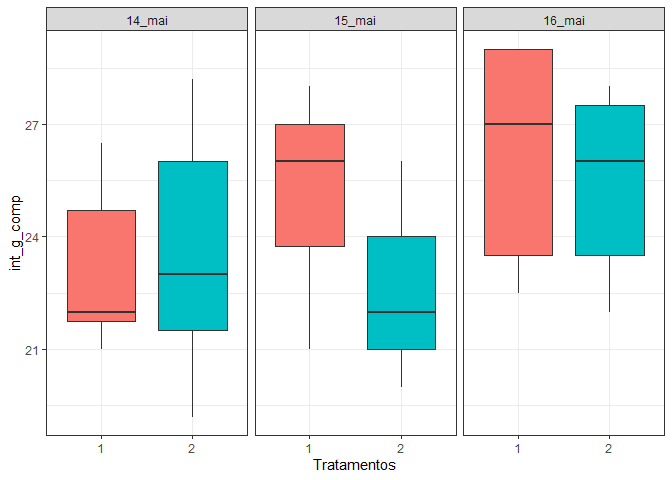 14_mai 15_mai 16_mai
int_g_comp
27
24
21
1 2 1 2 1 2
Tratamentos